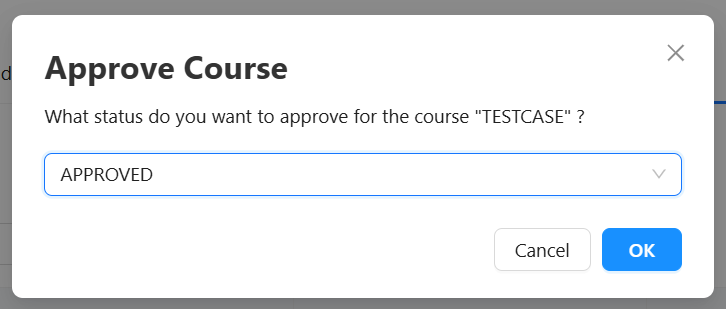 Approve Course
What status do you want to approve for the course "TESTCASE" ?
APPROVED
Cancel
OK